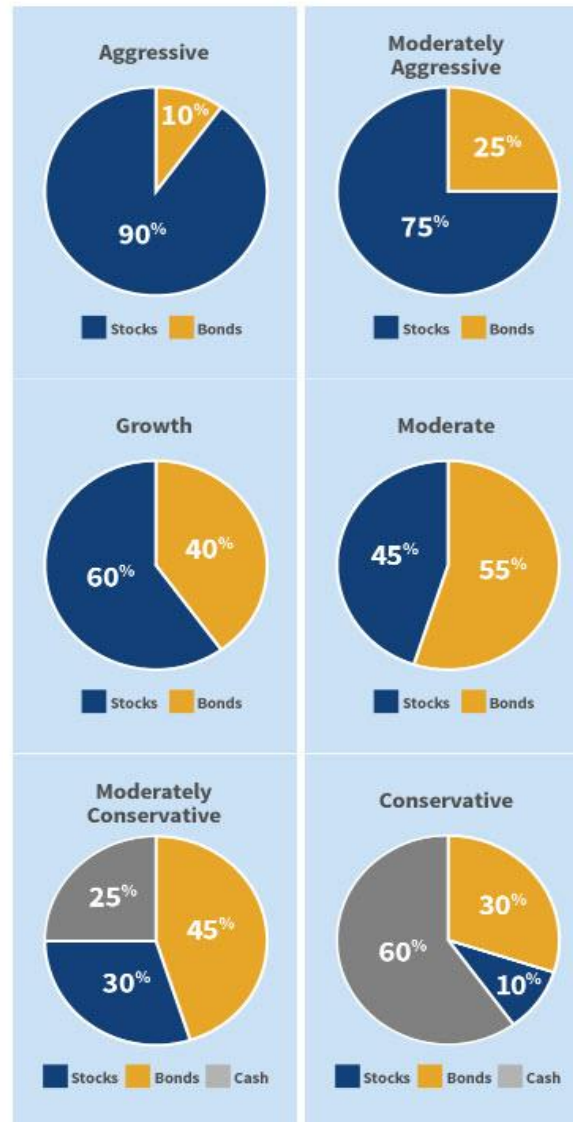 Aggressive
10%
90%
Stocks Bonds
Moderately
Aggressive
25%
75%
Stocks Bonds
Growth
40%
60%
Stocks Bonds
Moderate
45%
55%
Stocks Bonds
Moderately
Conservative
25%
45%
30%
Stocks Bonds Cash
Conservative
30%
60%
10%
Stocks Bonds Cash